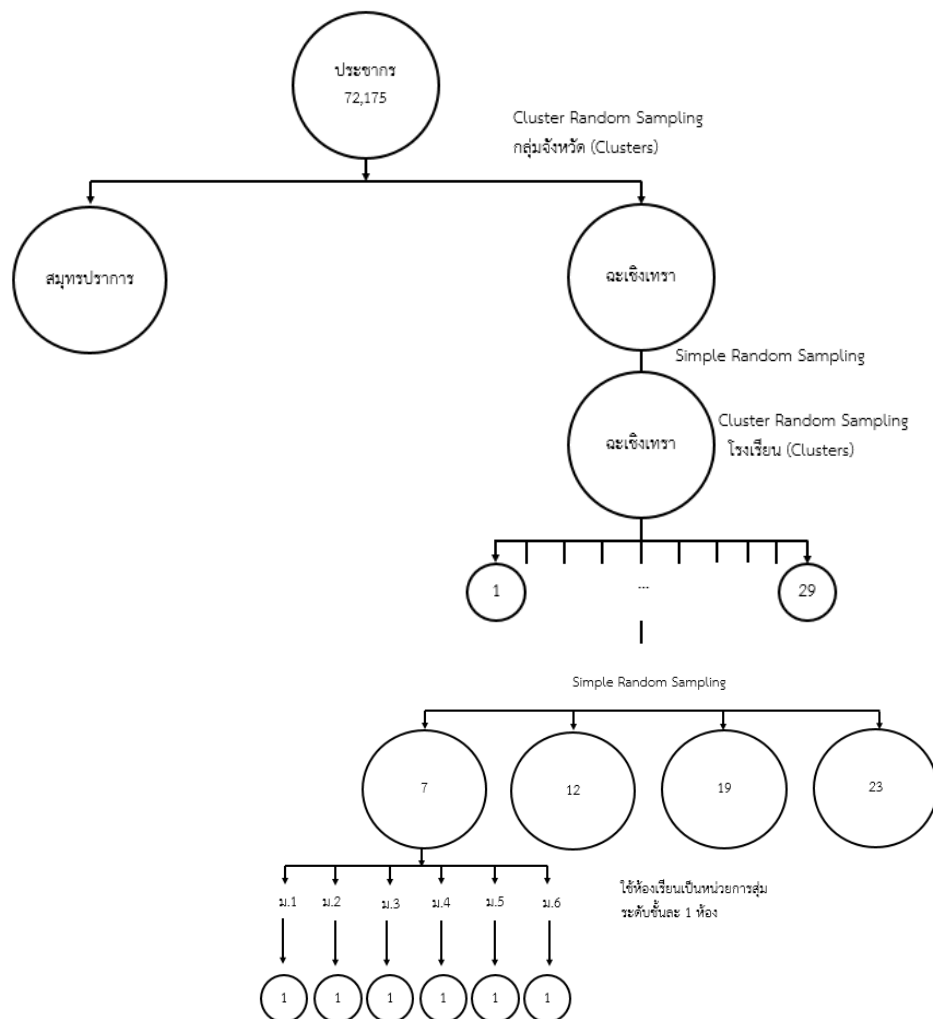 ประชากร
72,175
Cluster Random Sampling
กลุ่มจังหวัด (Clusters)
สมุทรปราการ
ฉะเชิงเทรา
Simple Random Sampling
ฉะเชิงเทรา
Cluster Random Sampling
โรงเรียน (Clusters)
1
...
29
Simple Random Sampling
7
12
19
23
ใช้ห้องเรียนเป็นหน่วยการสุ่ม
ระดับชั้นละ 1 ห้อง
ม.1 ม.2 ม.3 ม.4 ม.5 ม.6
1 1 1 1 1 1